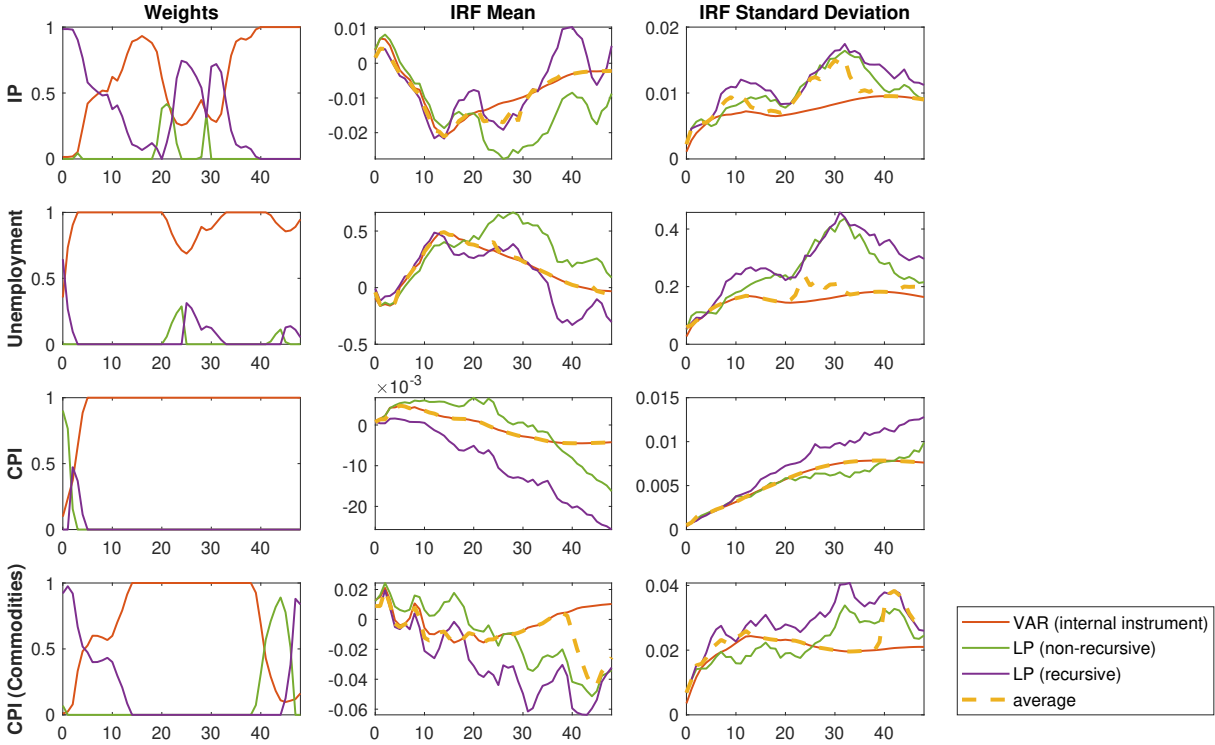 Weights
IRF Mean
IRF Standard Deviation
IP
1
0.5
0
0 10 20 30 40
0.01
0
-0.01
-0.02
0 10 20 30 40
0.02
0.01
0
0 10 20 30 40
Unemployment
1
0.5
0
0 10 20 30 40
0.5
0
-0.5
0 10 20 30 40
0.4
0.2
0
0 10 20 30 40
CPI
1
0.5
0
0 10 20 30 40
×10-3
0
-10
-20
0 10 20 30 40
0.015
0.01
0.005
0
0 10 20 30 40
CPI (Commodities)
1
0.5
0
0 10 20 30 40
0.02
0
-0.02
-0.04
-0.06
0 10 20 30 40
0.04
0.02
0
0 10 20 30 40
VAR (internal instrument)
LP (non-recursive)
LP (recursive)
average